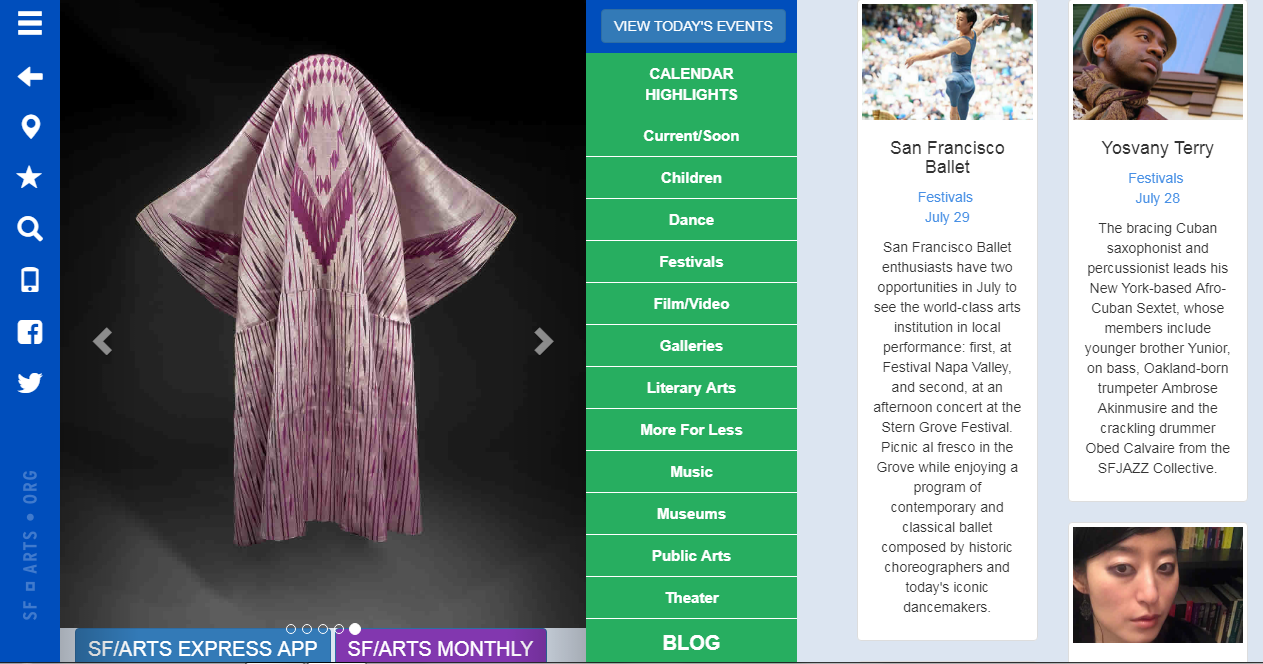 SF ARTS • ORG
SF/ARTS EXPRESS APP
SF/ARTS MONTHLY
VIEW TODAY'S EVENTS
CALENDAR
HIGHLIGHTS
Current/Soon
Children
Dance
Festivals
Film/Video
Galleries
Literary Arts
More For Less
Music
Museums
Public Arts
Theater
BLOG
San Francisco
Ballet
Festivals
July 29
San Francisco Ballet
enthusiasts have two
opportunities in July to
see the world-class arts
institution in local
performance: first, at
Festival Napa Valley,
and second, at an
afternoon concert at the
Stern Grove Festival.
Picnic al fresco in the
Grove while enjoying a
program of
contemporary and
classical ballet
composed by historic
choreographers and
today's iconic
dancemakers.
Yosvany Terry
Festivals
July 28
The bracing Cuban
saxophonist and
percussionist leads his
New York-based Afro-
Cuban Sextet, whose
members include
younger brother Yunior,
on bass, Oakland-born
trumpeter Ambrose
Akinmusire and the
crackling drummer
Obed Calvaire from the
SFJAZZ Collective.